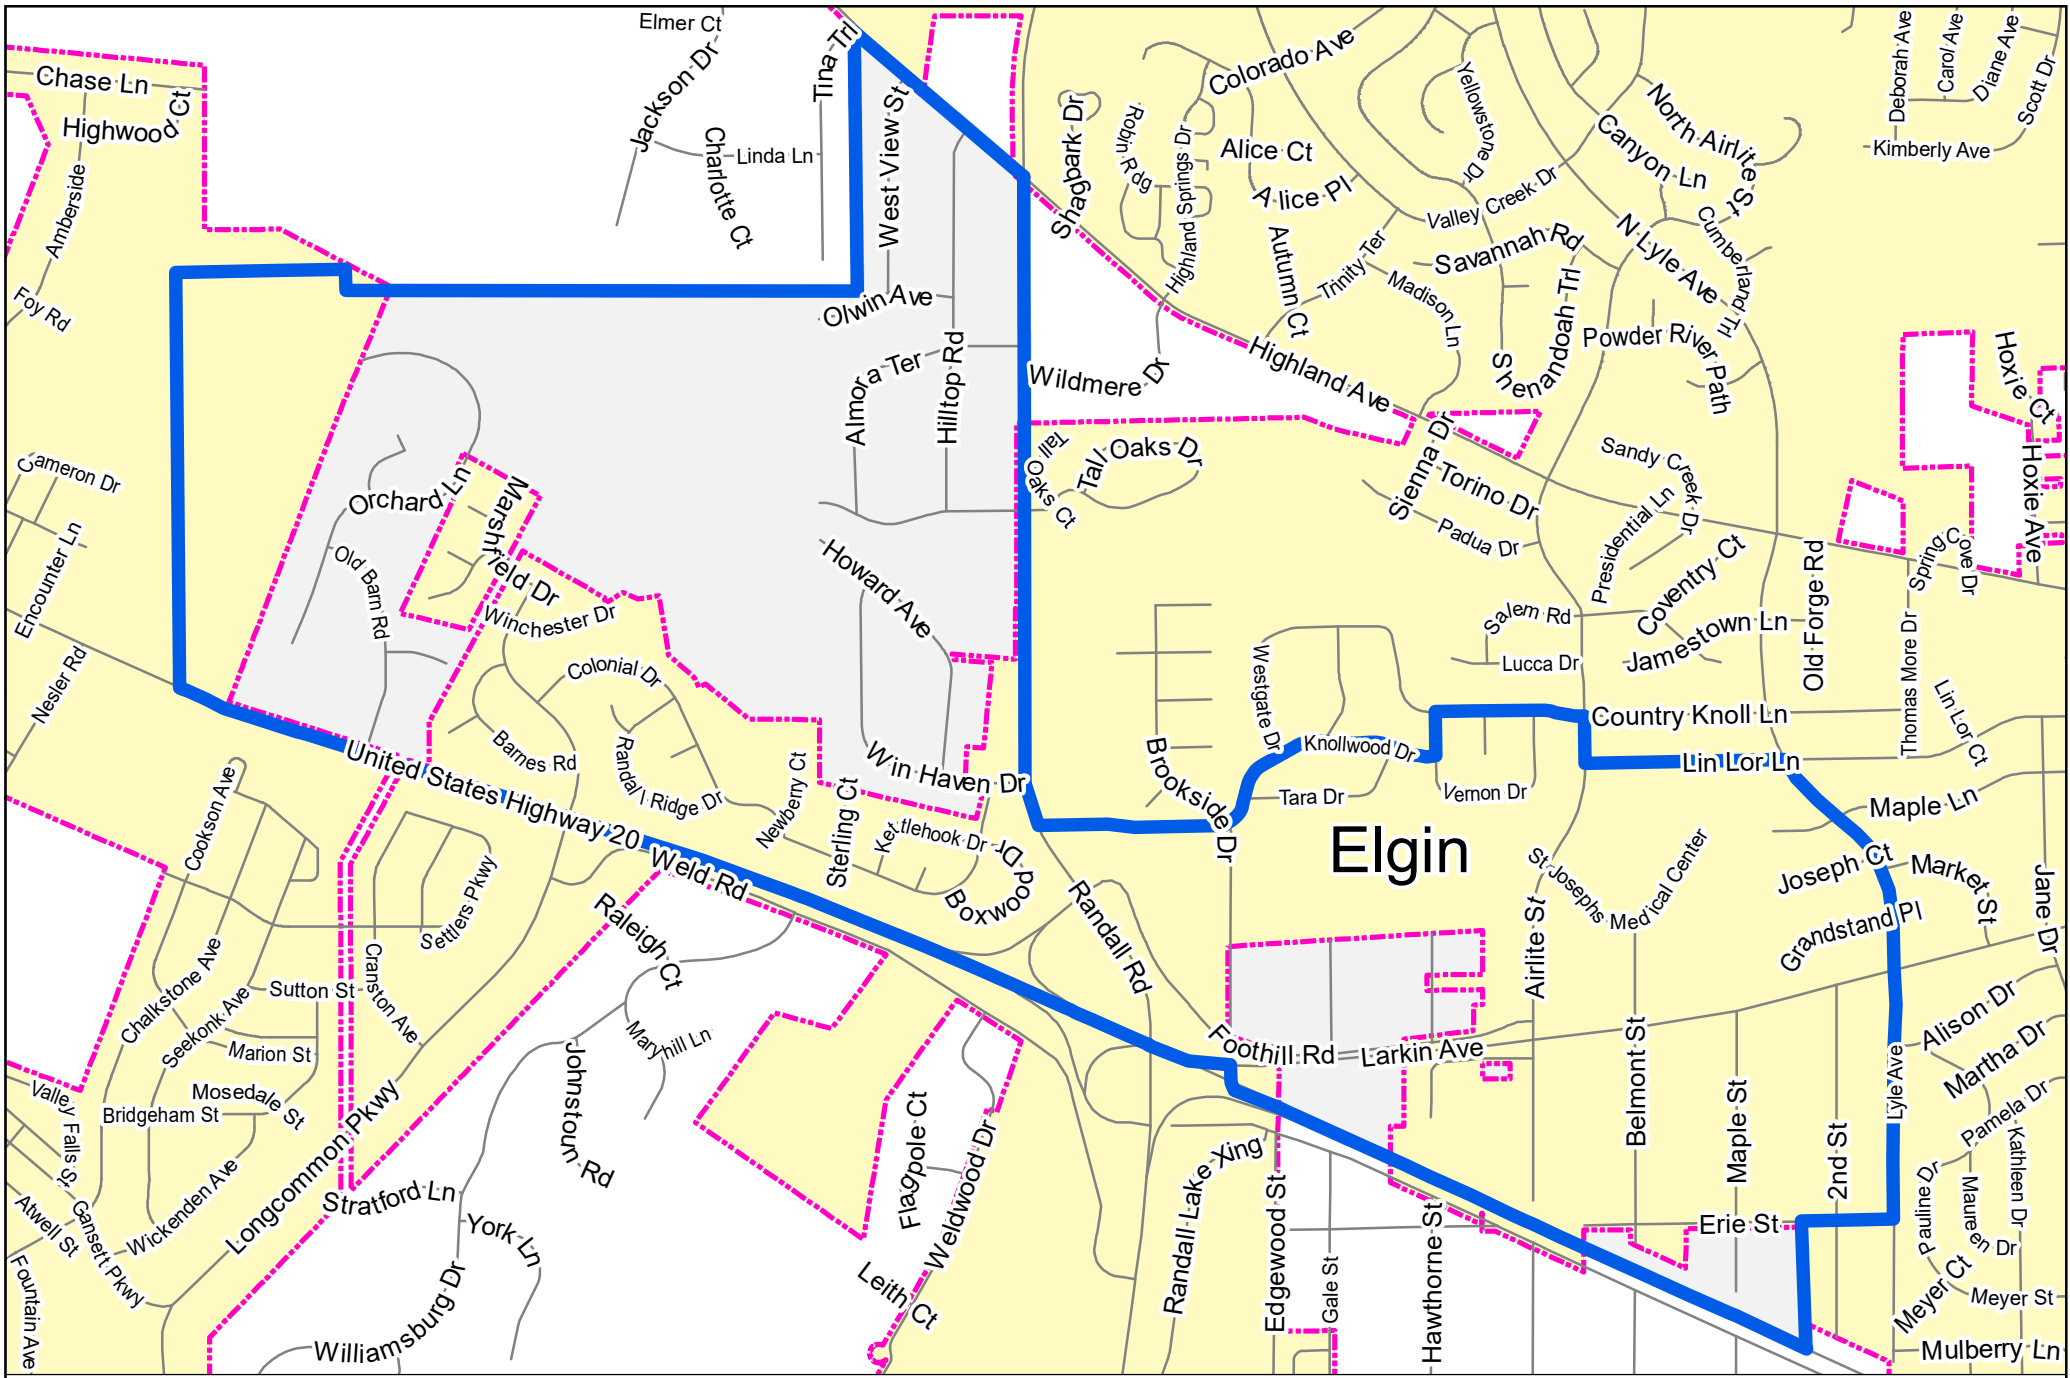 Elmer Ct
Tina Trl
Jackson Dr
Chase Ln
Highwood Ct
Linda Ln
Charlotte Ct
West View St
Amberside
Foy Rd
Olwin Ave
Almora Ter
Hilltop Rd
Shagbark Dr
Robin Rdg
Highland Springs Dr
Colorado Ave
Alice Ct
Alice Pl
Autumn Ct
Trinity Ter
Yellowstone Dr
Valley Creek Dr
Savannah Rd
Madison Ln
Shenandoah Trl
North Airlite St
Canyon Ln
N Lyle Ave
Cumberland Trl
Powder River Path
Deborah Ave
Carol Ave
Diane Ave
Scott Dr
Kimberly Ave
Hoxie Ct
Hoxie Ave
Wildmere Dr
Highland Ave
Tall Oaks Ct
Tall Oaks Dr
Sienna Dr
Torino Dr
Padua Dr
Sandy Creek Dr
Presidential Ln
Coventry Ct
Salem Rd
Lucca Dr
Jamestown Ln
Old Forge Rd
Spring Cove Dr
Thomas More Dr
Lin Lor Ct
Cameron Dr
Encounter Ln
Nesler Rd
Orchard Ln
Marshfield Dr
Old Barn Rd
Winchester Dr
Howard Ave
Colonial Dr
Barnes Rd
Randall Ridge Dr
Newberry Ct
Sterling Ct
Win Haven Dr
Kettlehook Dr
Boxwood Dr
Westgate Dr
Brookside Dr
Knollwood Dr
Tara Dr
Vernon Dr
Country Knoll Ln
Lin Lor Ln
Maple Ln
Elgin
United States Highway 20
Weld Rd
Cookson Ave
Settlers Pkwy
Cranston Ave
Chalkstone Ave
Seekonk Ave
Sutton St
Marion St
Mosedale St
Bridgeham St
Valley Falls St
Atwell St
Gansett Pkwy
Wickenden Ave
Fountain Ave
Longcommon Pkwy
Raleigh Ct
Maryhill Ln
Johnstoun Rd
Stratford Ln
York Ln
Williamsburg Dr
Flagpole Ct
Weldwood Dr
Leith Ct
Randall Rd
Foothill Rd
Larkin Ave
Randall Lake Xing
Edgewood St
Gale St
Hawthorne St
Airlite St
St Josephs Medical Center
Belmont St
Maple St
2nd St
Erie St
Joseph Ct
Market St
Grandstand Pl
Jane Dr
Lyle Ave
Alison Dr
Martha Dr
Pamela Dr
Pauline Dr
Maureen Dr
Kathleen Dr
Meyer Ct
Meyer St
Mulberry Ln